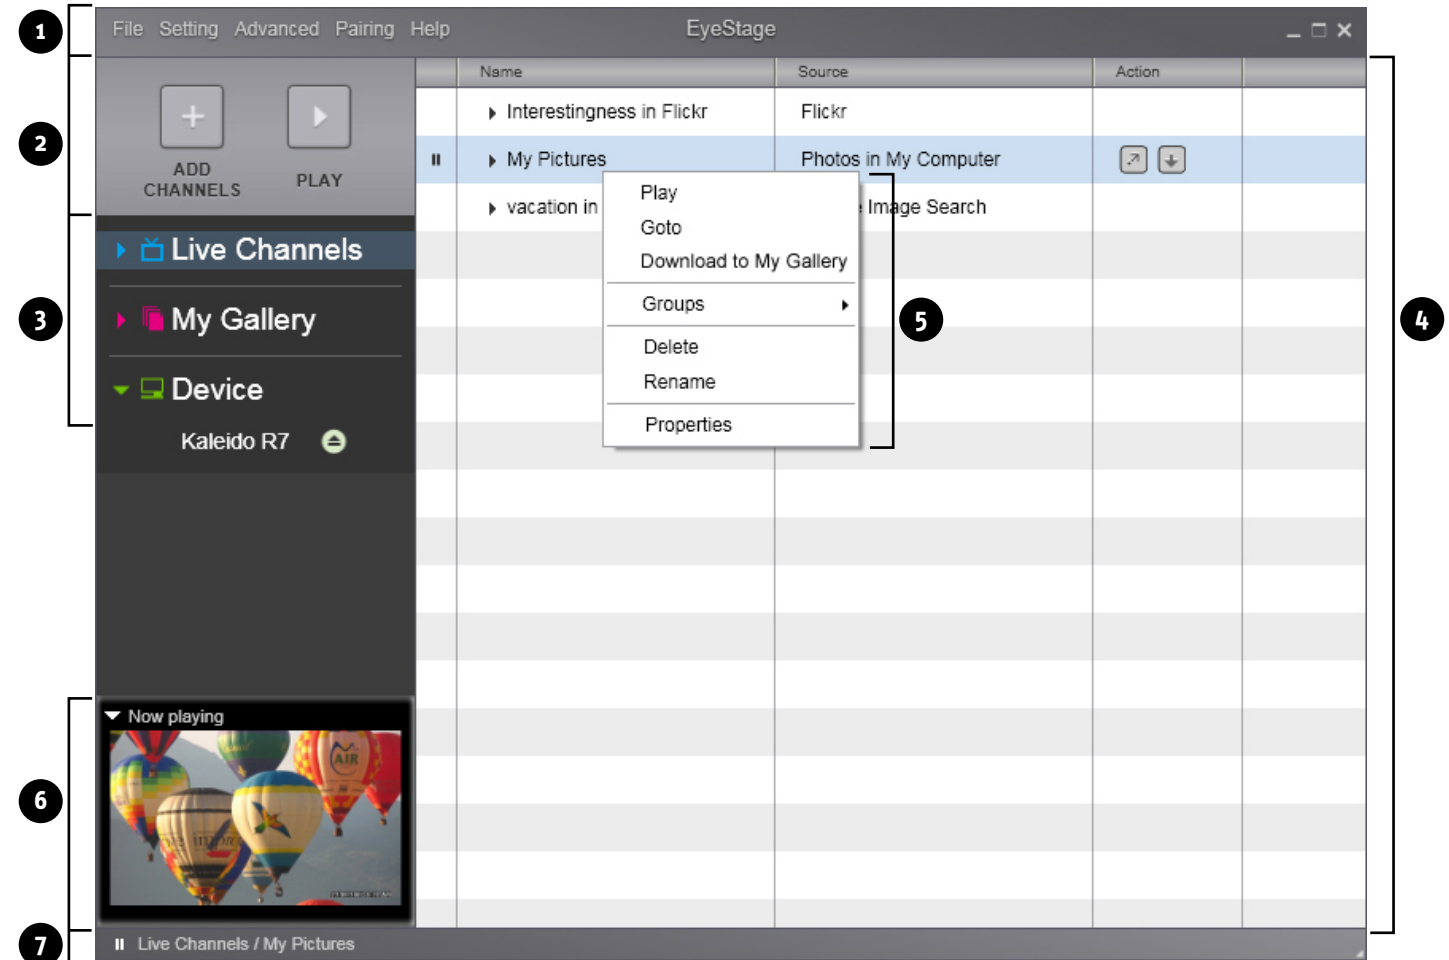 1
File Setting Advanced Pairing Help
EyeStage
2
ADD
CHANNELS
PLAY
Name Source Action
Interestingness in Flickr Flickr
My Pictures Photos in My Computer
vacation in Image Search
3
Live Channels
My Gallery
Device
Kaleido R7
Play
Goto
Download to My Gallery
Groups
Delete
Rename
Properties
5
4
6
Now playing
AIR
7
Live Channels / My Pictures